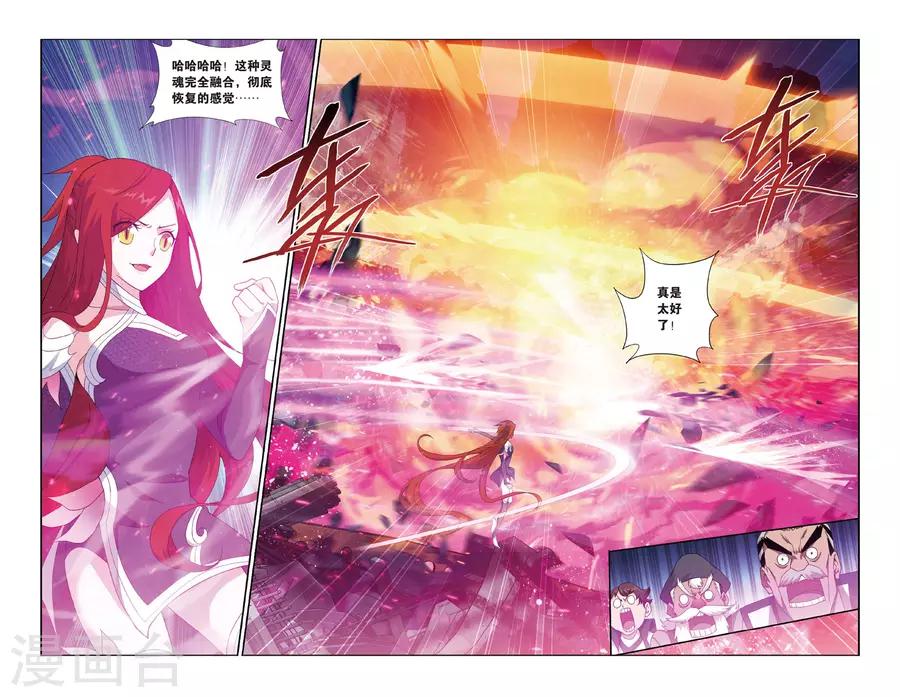 哈哈哈哈！这种灵
魂完全融合，彻底
恢复的感觉……
轰
轰
真是
太好
了！
漫画台